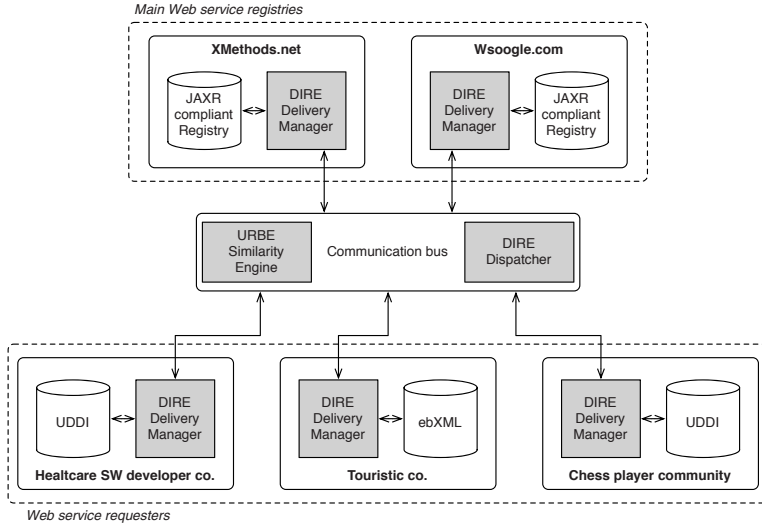 Main Web service registries
XMethods.net
Wsoogle.com
JAXR
compliant
Registry
DIRE
Delivery
Manager
DIRE
Delivery
Manager
JAXR
compliant
Registry
URBE
Similarity
Engine
Communication bus
DIRE
Dispatcher
UDDI
DIRE
Delivery
Manager
Healtcare SW developer co.
DIRE
Delivery
Manager
ebXML
Touristic co.
DIRE
Delivery
Manager
UDDI
Chess player community
Web service requesters